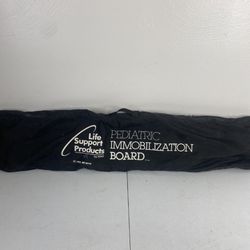 Life
Support
Products
PEDIATRIC
IMMOBILIZATION
BOARD